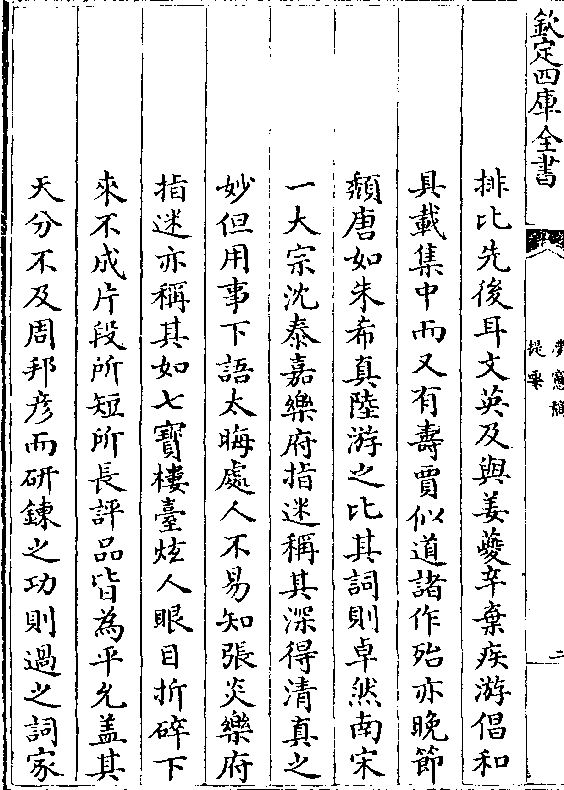 欽定四庫全書
夢窗稿
提要
二
排比先後耳文英及與姜夔辛棄疾游倡和
具載集中而又有壽賈似道諸作殆亦晚節
頹唐如朱希真陸游之比其詞則卓然南宋
一大宗沈泰嘉樂府指迷稱其深得清真之
妙但用事下語太晦處人不易知張炎樂府
指迷亦稱其如七寶樓臺炫人眼目折碎下
來不成片段所短所長評品皆為平允盖其
天分不及周邦彦而研鍊之功則過之詞家